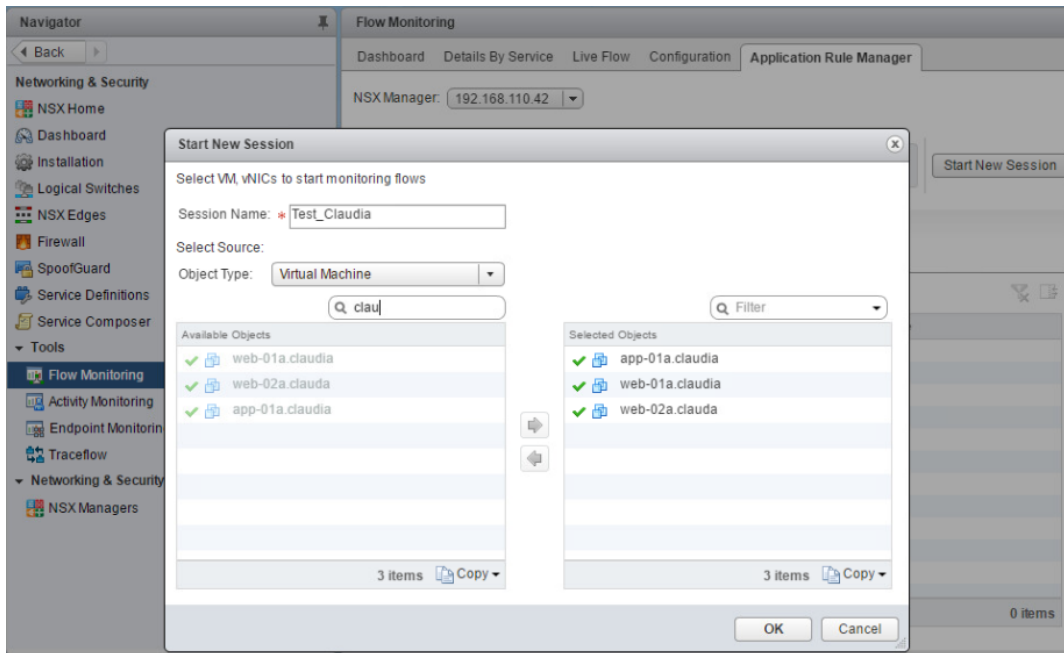 Navigator
Flow Monitoring
Back
Dashboard Details By Service Live Flow Configuration Application Rule Manager
Networking & Security
NSX Home
NSX Manager: 192.168.110.42
Dashboard
Installation
Logical Switches
NSX Edges
Firewall
SpoofGuard
Service Definitions
Service Composer
Tools
Flow Monitoring
Activity Monitoring
Endpoint Monitorin
Traceflow
Networking & Security
NSX Managers
Start New Session
Start New Session
Select VM, vNICs to start monitoring flows
Session Name: * Test_Claudia
Select Source:
Object Type: Virtual Machine
clau
Filter
Available Objects
web-01a.claudia
web-02a.clauda
app-01a.claudia
3 items Copy
Selected Objects
app-01a.claudia
web-01a.claudia
web-02a.clauda
3 items Copy
0 items
OK Cancel